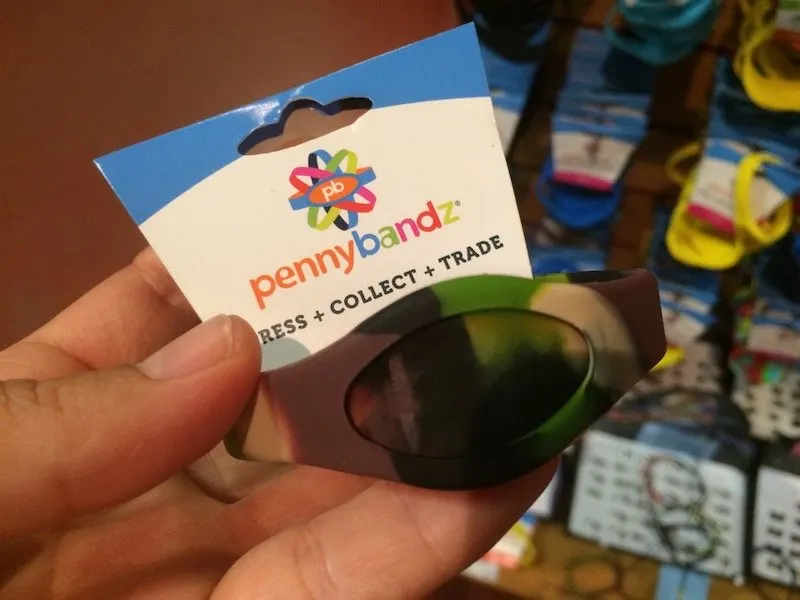 pb
pennybandz®
RESS + COLLECT + TRADE